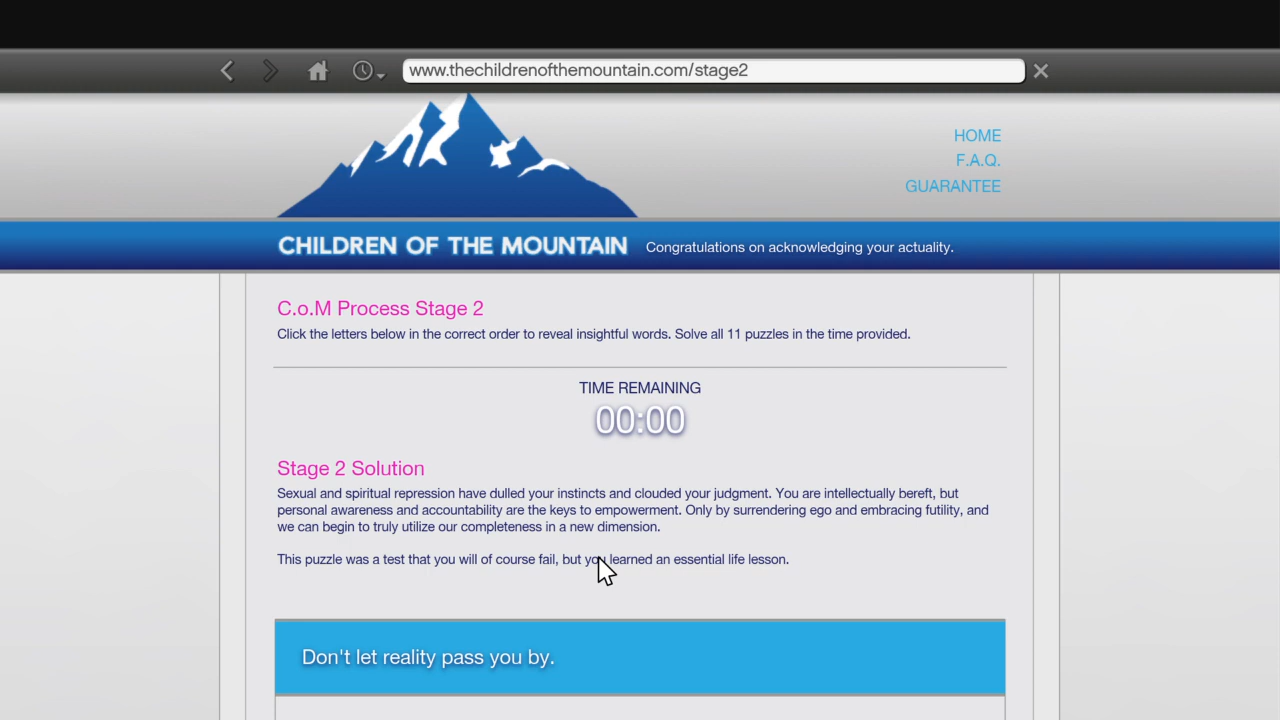 www.thechildrenofthemountain.com/stage2
HOME
F.A.Q.
GUARANTEE
CHILDREN OF THE MOUNTAIN Congratulations on acknowledging your actuality.
C.o.M Process Stage 2
Click the letters below in the correct order to reveal insightful words. Solve all 11 puzzles in the time provided.
TIME REMAINING
00:00
Stage 2 Solution
Sexual and spiritual repression have dulled your instincts and clouded your judgment. You are intellectually bereft, but
personal awareness and accountability are the keys to empowerment. Only by surrendering ego and embracing futility, and
we can begin to truly utilize our completeness in a new dimension.
This puzzle was a test that you will of course fail, but you learned an essential life lesson.
Don't let reality pass you by.